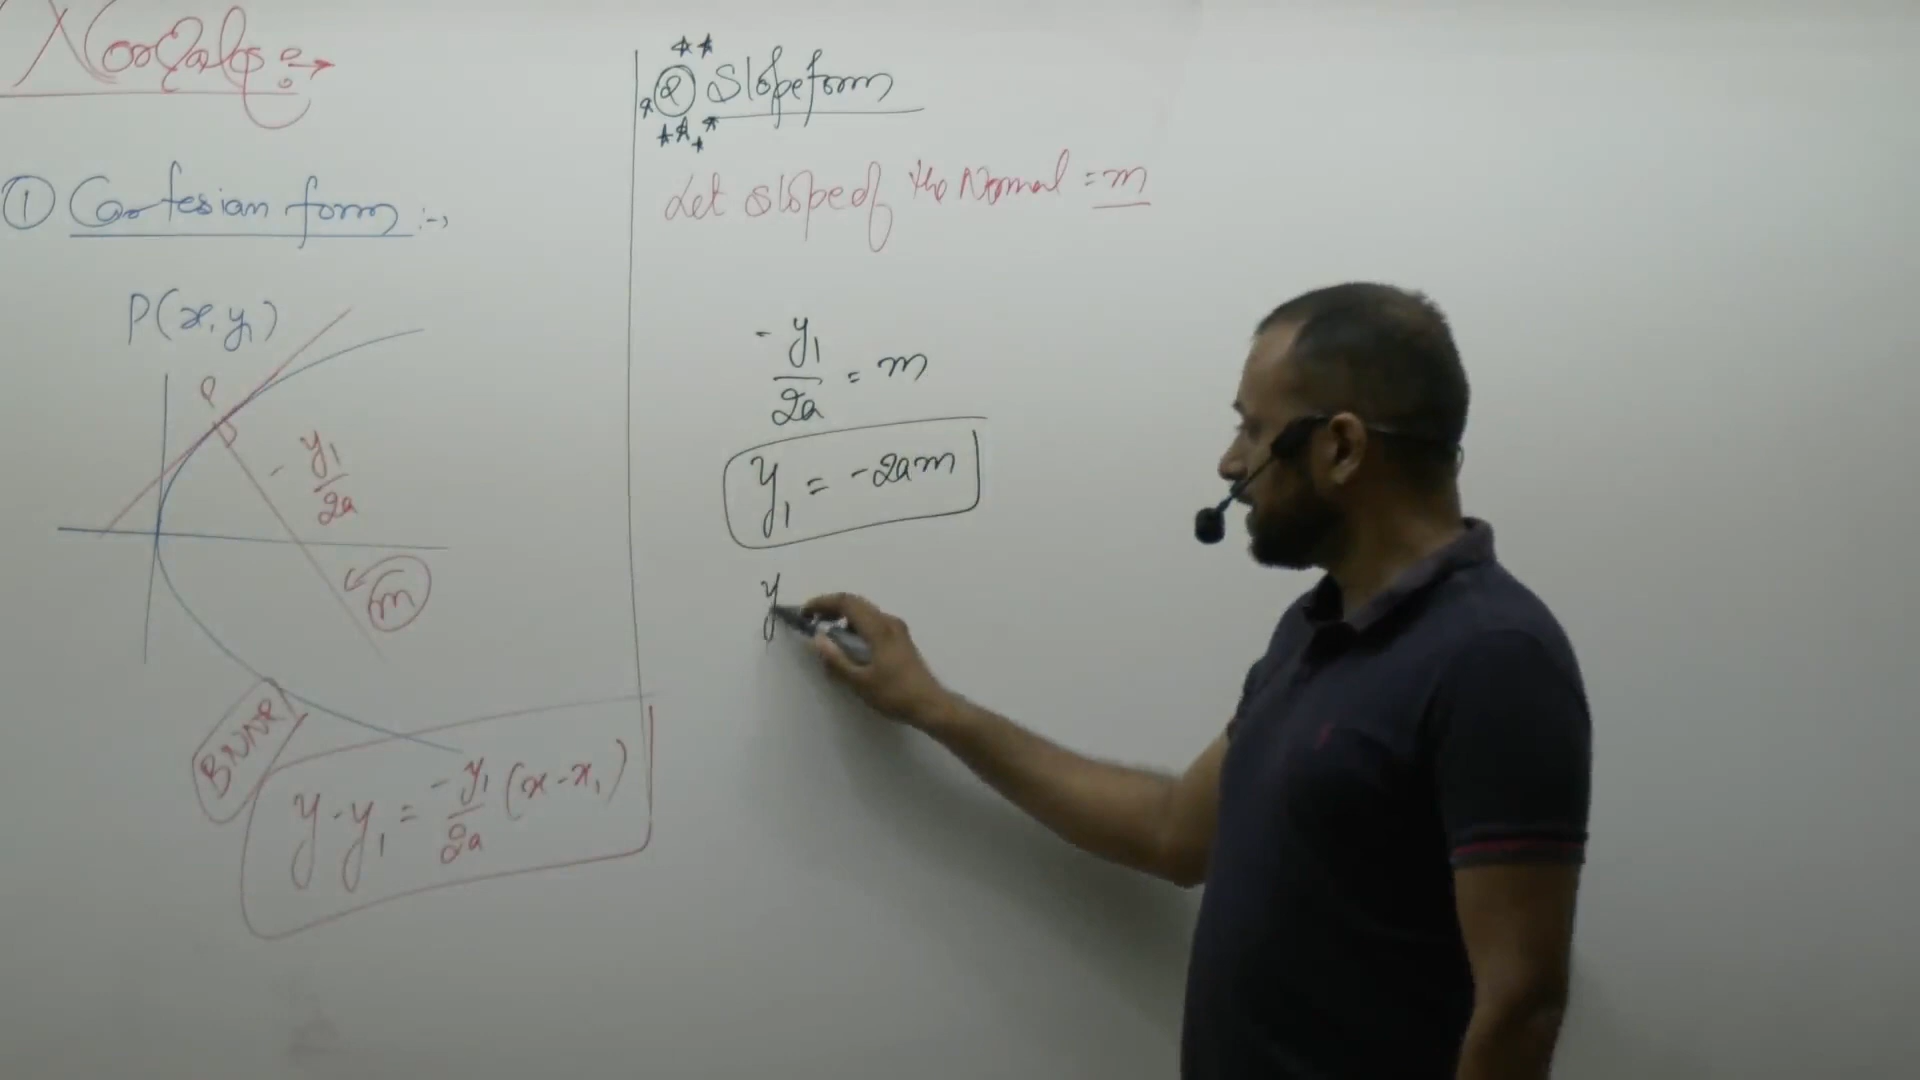 Normals :→
① Cartesian form :-,
P(x, y₁)
P
- y₁/2a
m
BNNR
y - y₁ = -y₁/2a (x - x₁)
② Slope form
Let slope of the Normal = m
- y₁/2a = m
y₁ = -2am
y